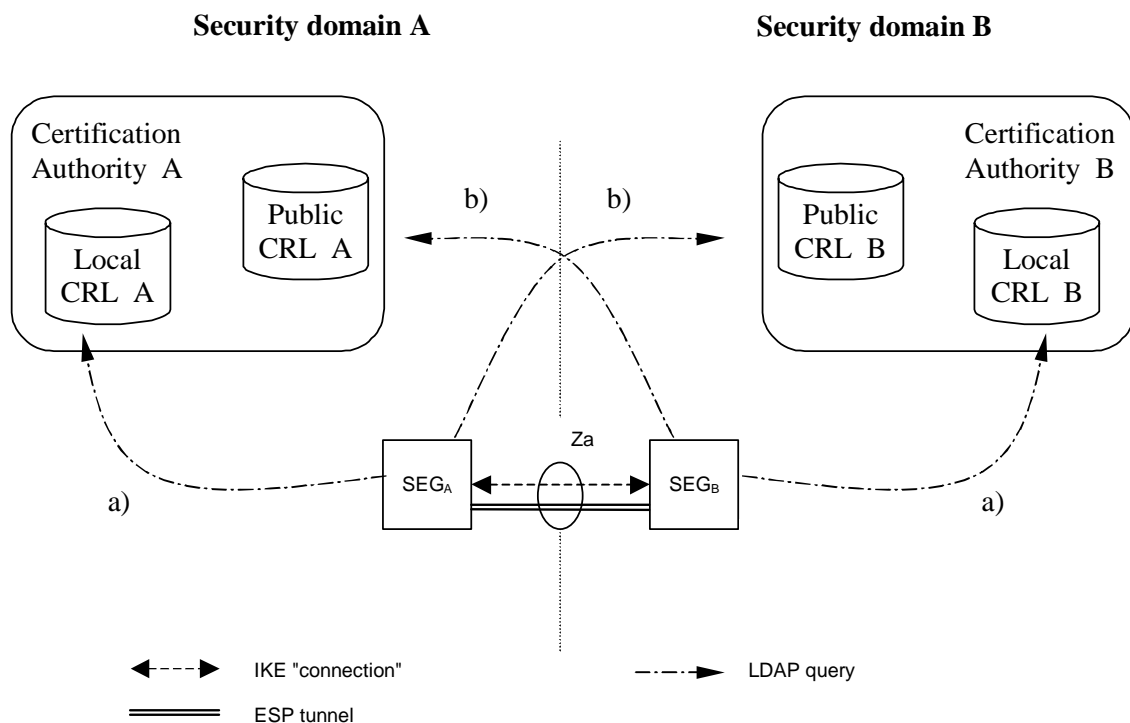 Security domain A
Security domain B
Certification
Authority A
Public
CRL A
Local
CRL A
Certification
Authority B
Public
CRL B
Local
CRL B
b)
b)
Za
SEGA
SEGB
a)
a)
IKE "connection"
LDAP query
ESP tunnel